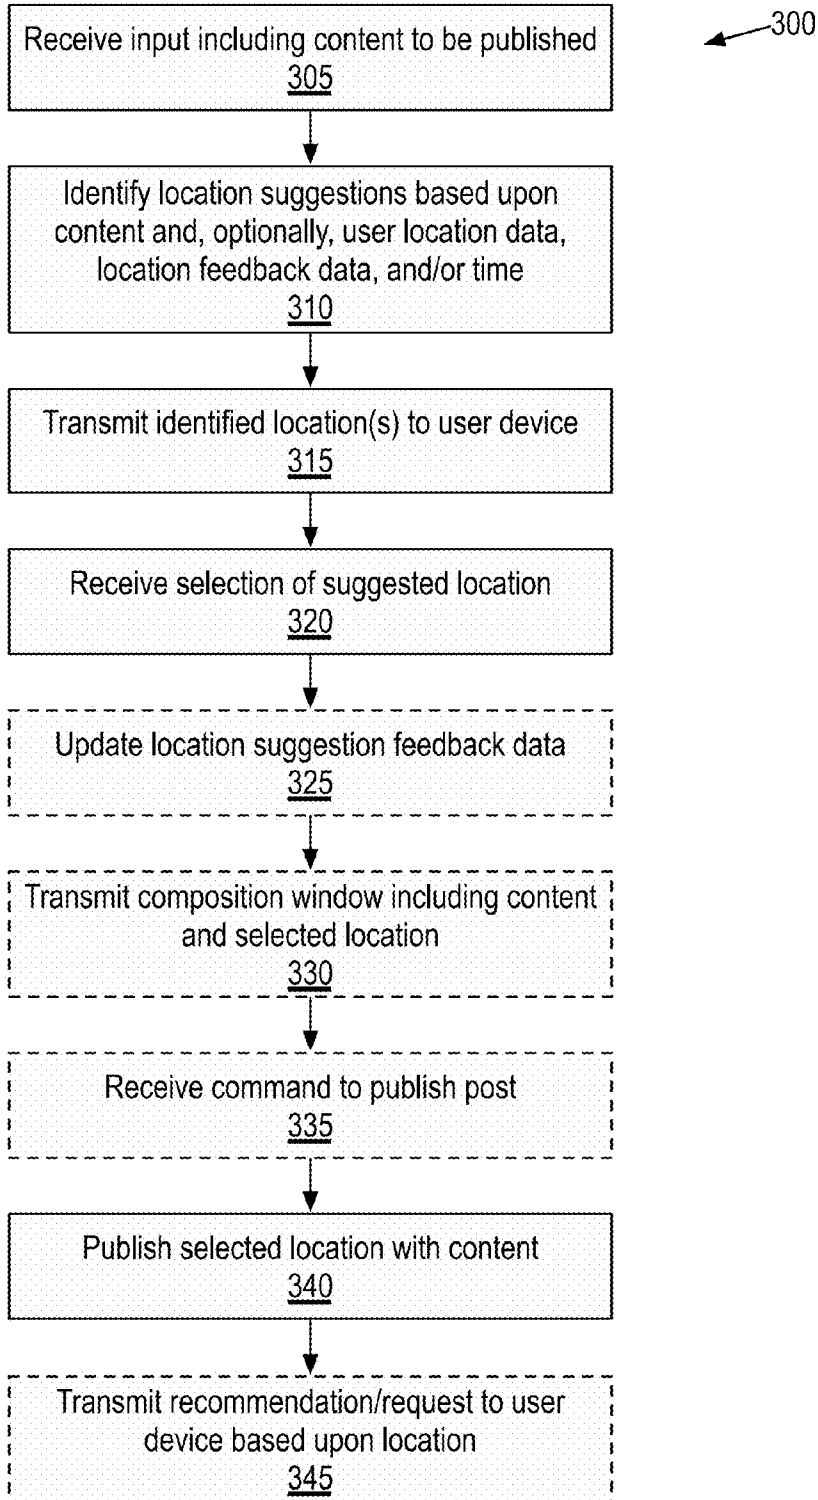 300
Receive input including content to be published
305
Identify location suggestions based upon
content and, optionally, user location data,
location feedback data, and/or time
310
Transmit identified location(s) to user device
315
Receive selection of suggested location
320
Update location suggestion feedback data
325
Transmit composition window including content
and selected location
330
Receive command to publish post
335
Publish selected location with content
340
Transmit recommendation/request to user
device based upon location
345